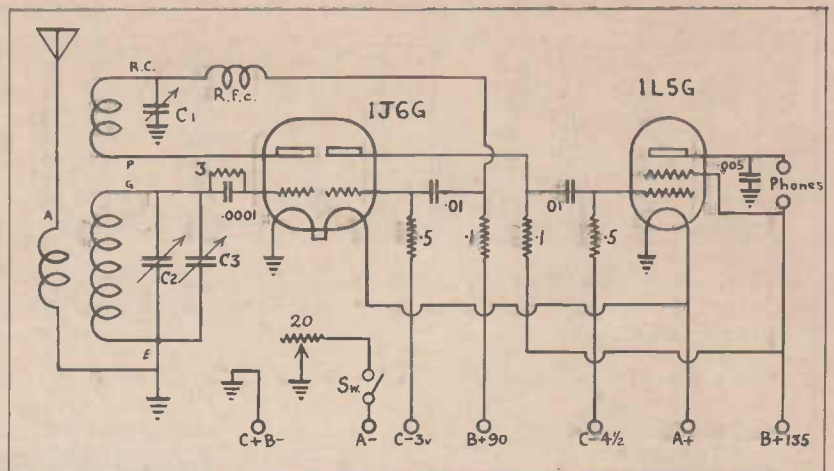 R.C.
C1
R.f.c.
1J6G
1L5G
P
G
3
.0001
A
C2
C3
E
.01
.5
.1
.1
.01
.5
.005
Phones
20
Sw.
C+B-
A-
C-3v
B+90
C-4½
A+
B+135